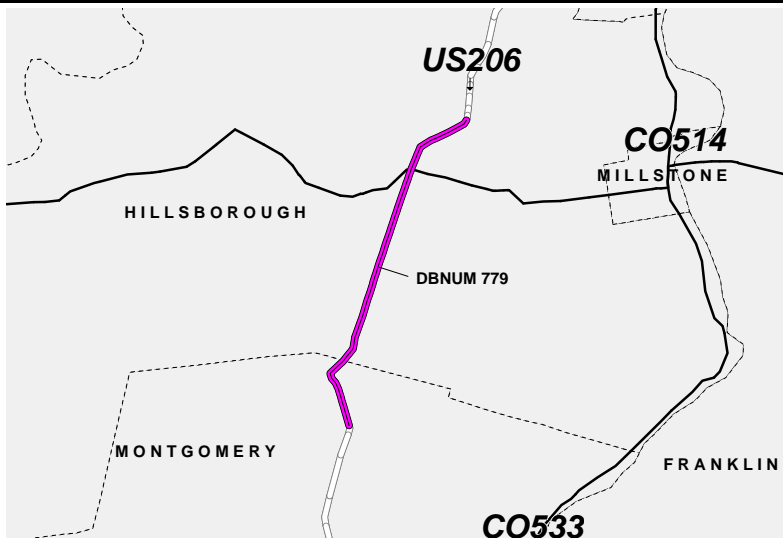 US206
CO514
MILLSTONE
HILLSBOROUGH
DBNUM 779
MONTGOMERY
FRANKLIN
CO533